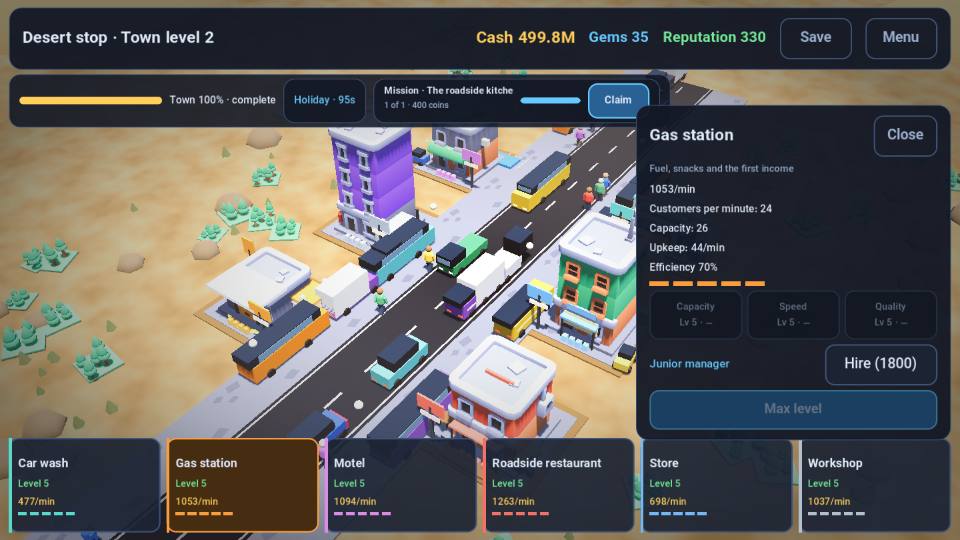 Desert stop · Town level 2
Cash 499.8M
Gems 35
Reputation 330
Save
Menu
Town 100% · complete
Holiday · 95s
Mission · The roadside kitche
1 of 1 · 400 coins
Claim
Gas station
Close
Fuel, snacks and the first income
1053/min
Customers per minute: 24
Capacity: 26
Upkeep: 44/min
Efficiency 70%
Capacity
Lv 5 · –
Speed
Lv 5 · –
Quality
Lv 5 · –
Junior manager
Hire (1800)
Max level
Car wash
Level 5
477/min
Gas station
Level 5
1053/min
Motel
Level 5
1094/min
Roadside restaurant
Level 5
1263/min
Store
Level 5
698/min
Workshop
Level 5
1037/min